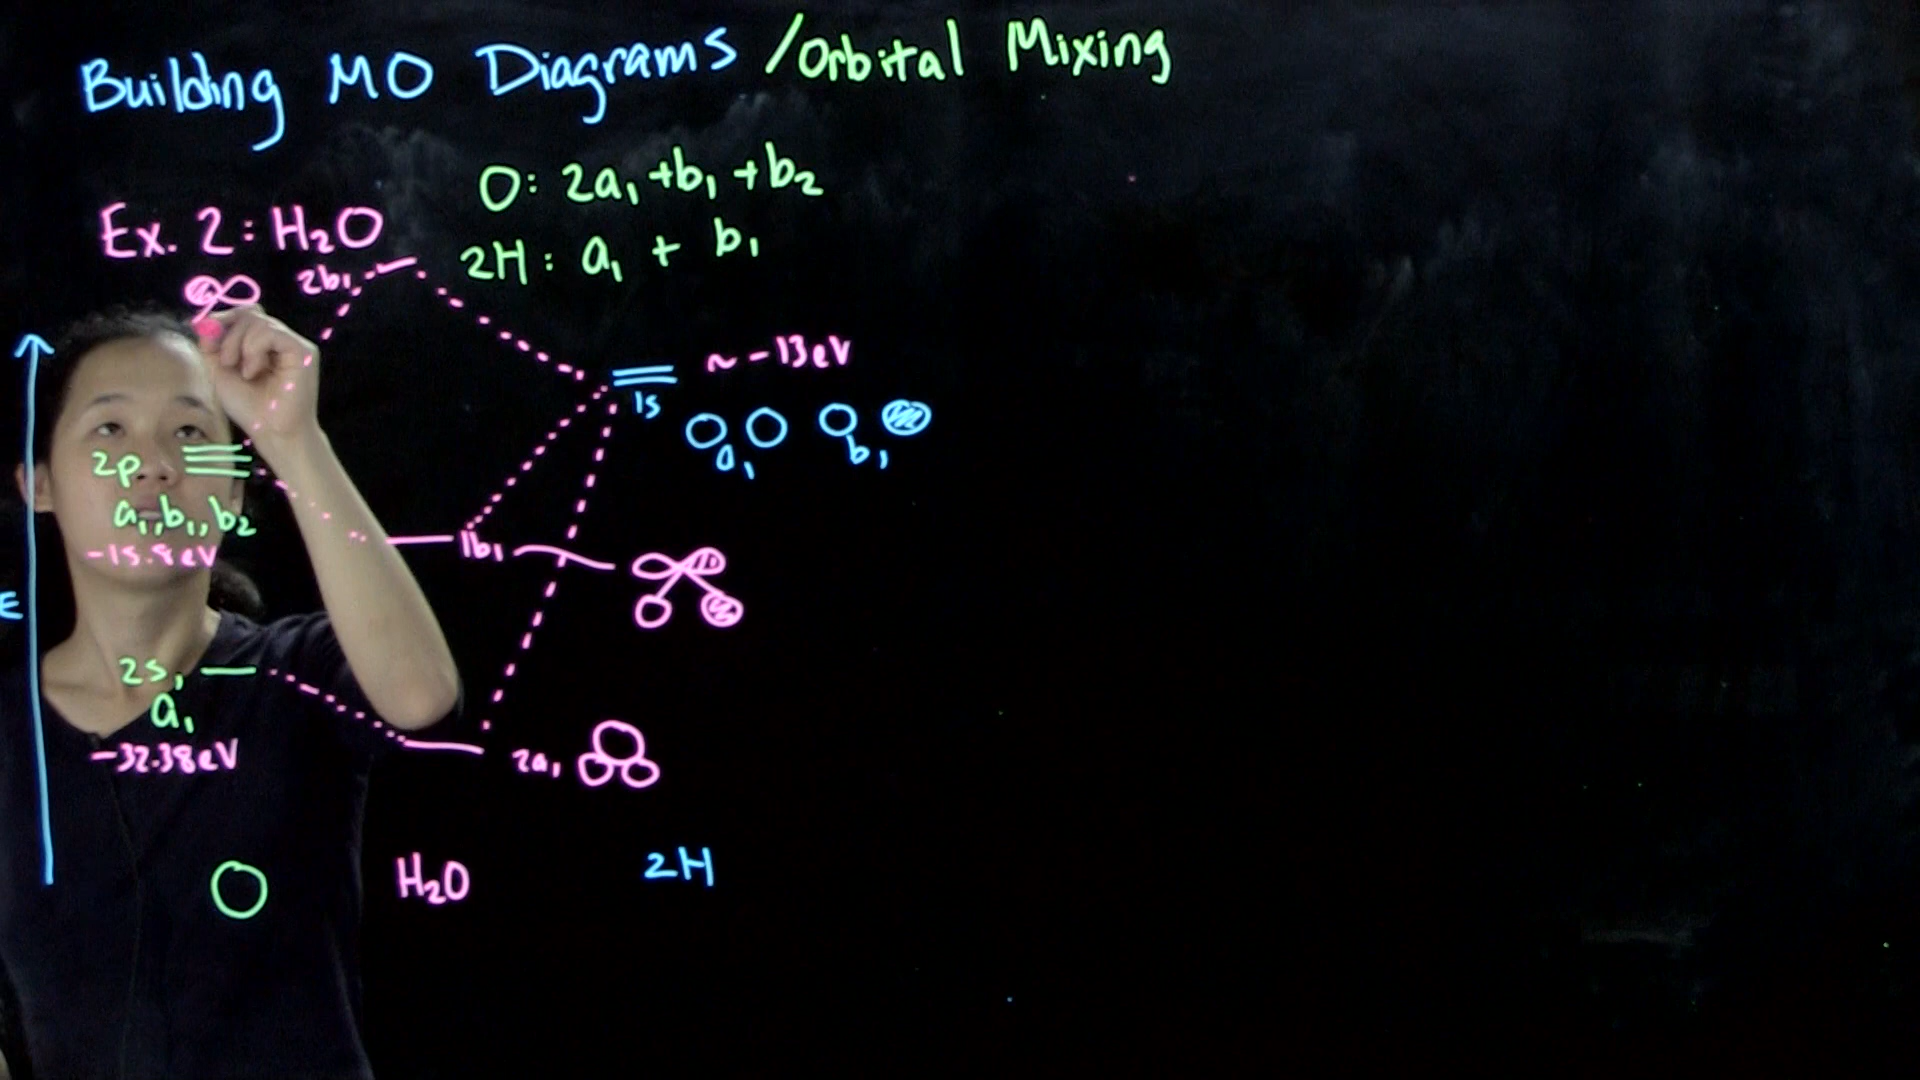 Building MO Diagrams /Orbital Mixing
O: 2a₁ + b₁ + b₂
Ex. 2: H₂O
2H: a₁ + b₁
2b₁
~ -13eV
1s
a₁ b₁
2p
a₁, b₁, b₂
-15.8eV
1b₁
E
2s,
a₁
-32.38eV
2a₁
O
H₂O
2H